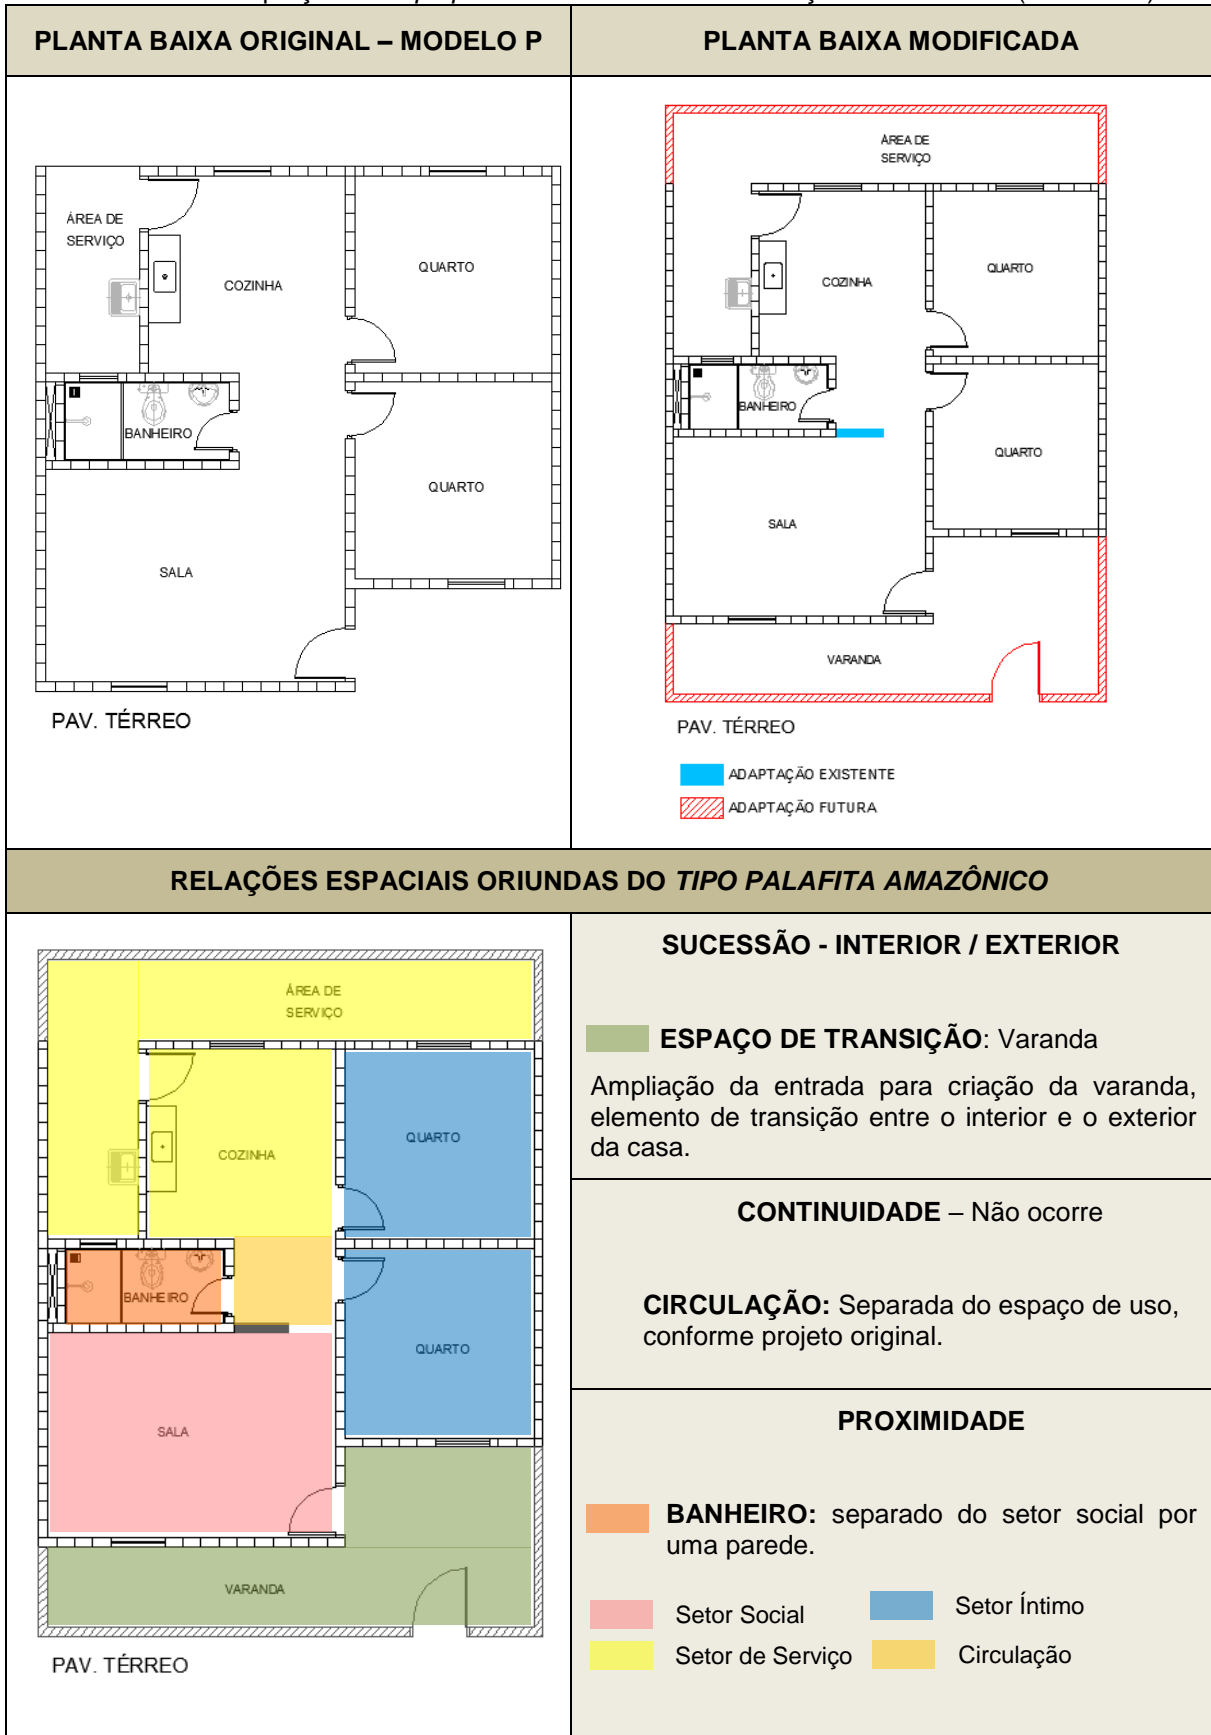 PLANTA BAIXA ORIGINAL – MODELO P
PLANTA BAIXA MODIFICADA
ÁREA DE
SERVIÇO
COZINHA
QUARTO
BANHEIRO
QUARTO
SALA
PAV. TÉRREO
ÁREA DE
SERVIÇO
COZINHA
QUARTO
BANHEIRO
QUARTO
SALA
VARANDA
PAV. TÉRREO
ADAPTAÇÃO EXISTENTE
ADAPTAÇÃO FUTURA
RELAÇÕES ESPACIAIS ORIUNDAS DO TIPO PALAFITA AMAZÔNICO
ÁREA DE
SERVIÇO
COZINHA
QUARTO
BANHEIRO
QUARTO
SALA
VARANDA
PAV. TÉRREO
SUCESSÃO - INTERIOR / EXTERIOR
ESPAÇO DE TRANSIÇÃO: Varanda
Ampliação da entrada para criação da varanda,
elemento de transição entre o interior e o exterior
da casa.
CONTINUIDADE – Não ocorre
CIRCULAÇÃO: Separada do espaço de uso,
conforme projeto original.
PROXIMIDADE
BANHEIRO: separado do setor social por
uma parede.
Setor Social
Setor Íntimo
Setor de Serviço
Circulação